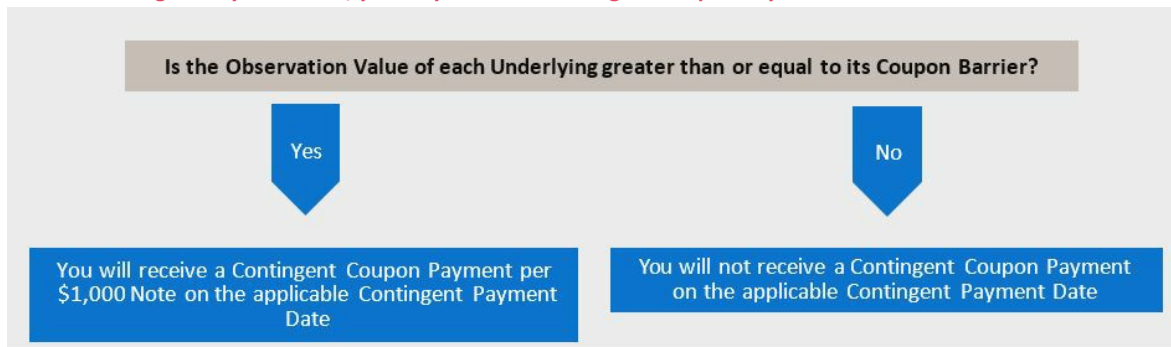 Is the Observation Value of each Underlying greater than or equal to its Coupon Barrier?
Yes
No
You will receive a Contingent Coupon Payment per
$1,000 Note on the applicable Contingent Payment
Date
You will not receive a Contingent Coupon Payment
on the applicable Contingent Payment Date